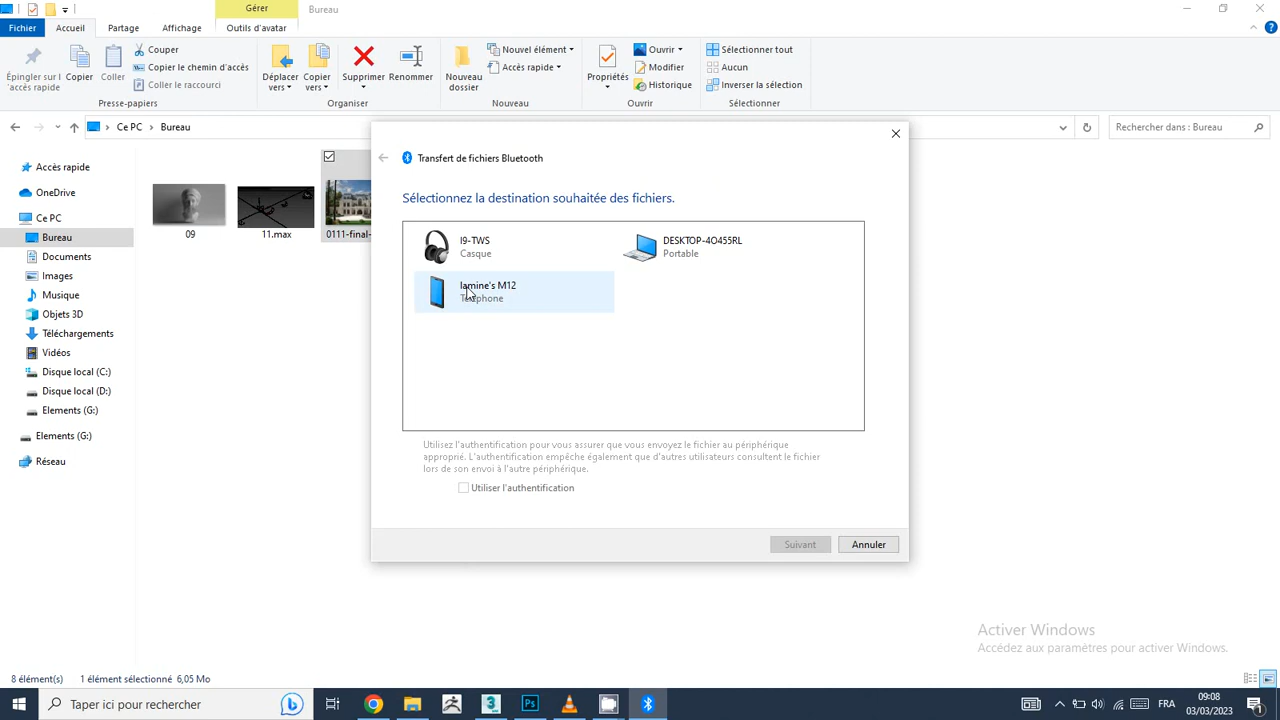 Gérer
Bureau
Fichier
Accueil
Partage
Affichage
Outils d'avatar
Épingler sur l'accès rapide
Copier
Coller
Couper
Copier le chemin d'accès
Coller le raccourci
Presse-papiers
Déplacer vers
Copier vers
Supprimer
Renommer
Organiser
Nouveau dossier
Nouvel élément
Accès rapide
Nouveau
Propriétés
Ouvrir
Modifier
Historique
Ouvrir
Sélectionner tout
Aucun
Inverser la sélection
Sélectionner
Ce PC
Bureau
Rechercher dans : Bureau
Accès rapide
OneDrive
Ce PC
Bureau
Documents
Images
Musique
Objets 3D
Téléchargements
Vidéos
Disque local (C:)
Disque local (D:)
Elements (G:)
Elements (G:)
Réseau
09
11.max
0111-final-
Transfert de fichiers Bluetooth
Sélectionnez la destination souhaitée des fichiers.
I9-TWS
Casque
DESKTOP-4O455RL
Portable
lamine's M12
Téléphone
Utilisez l'authentification pour vous assurer que vous envoyez le fichier au périphérique
approprié. L'authentification empêche également que d'autres utilisateurs consultent le fichier
lors de son envoi à l'autre périphérique.
Utiliser l'authentification
Suivant
Annuler
Activer Windows
Accédez aux paramètres pour activer Windows.
8 élément(s)
1 élément sélectionné 6,05 Mo
Taper ici pour rechercher
3
Ps
FRA
09:08
03/03/2023
1